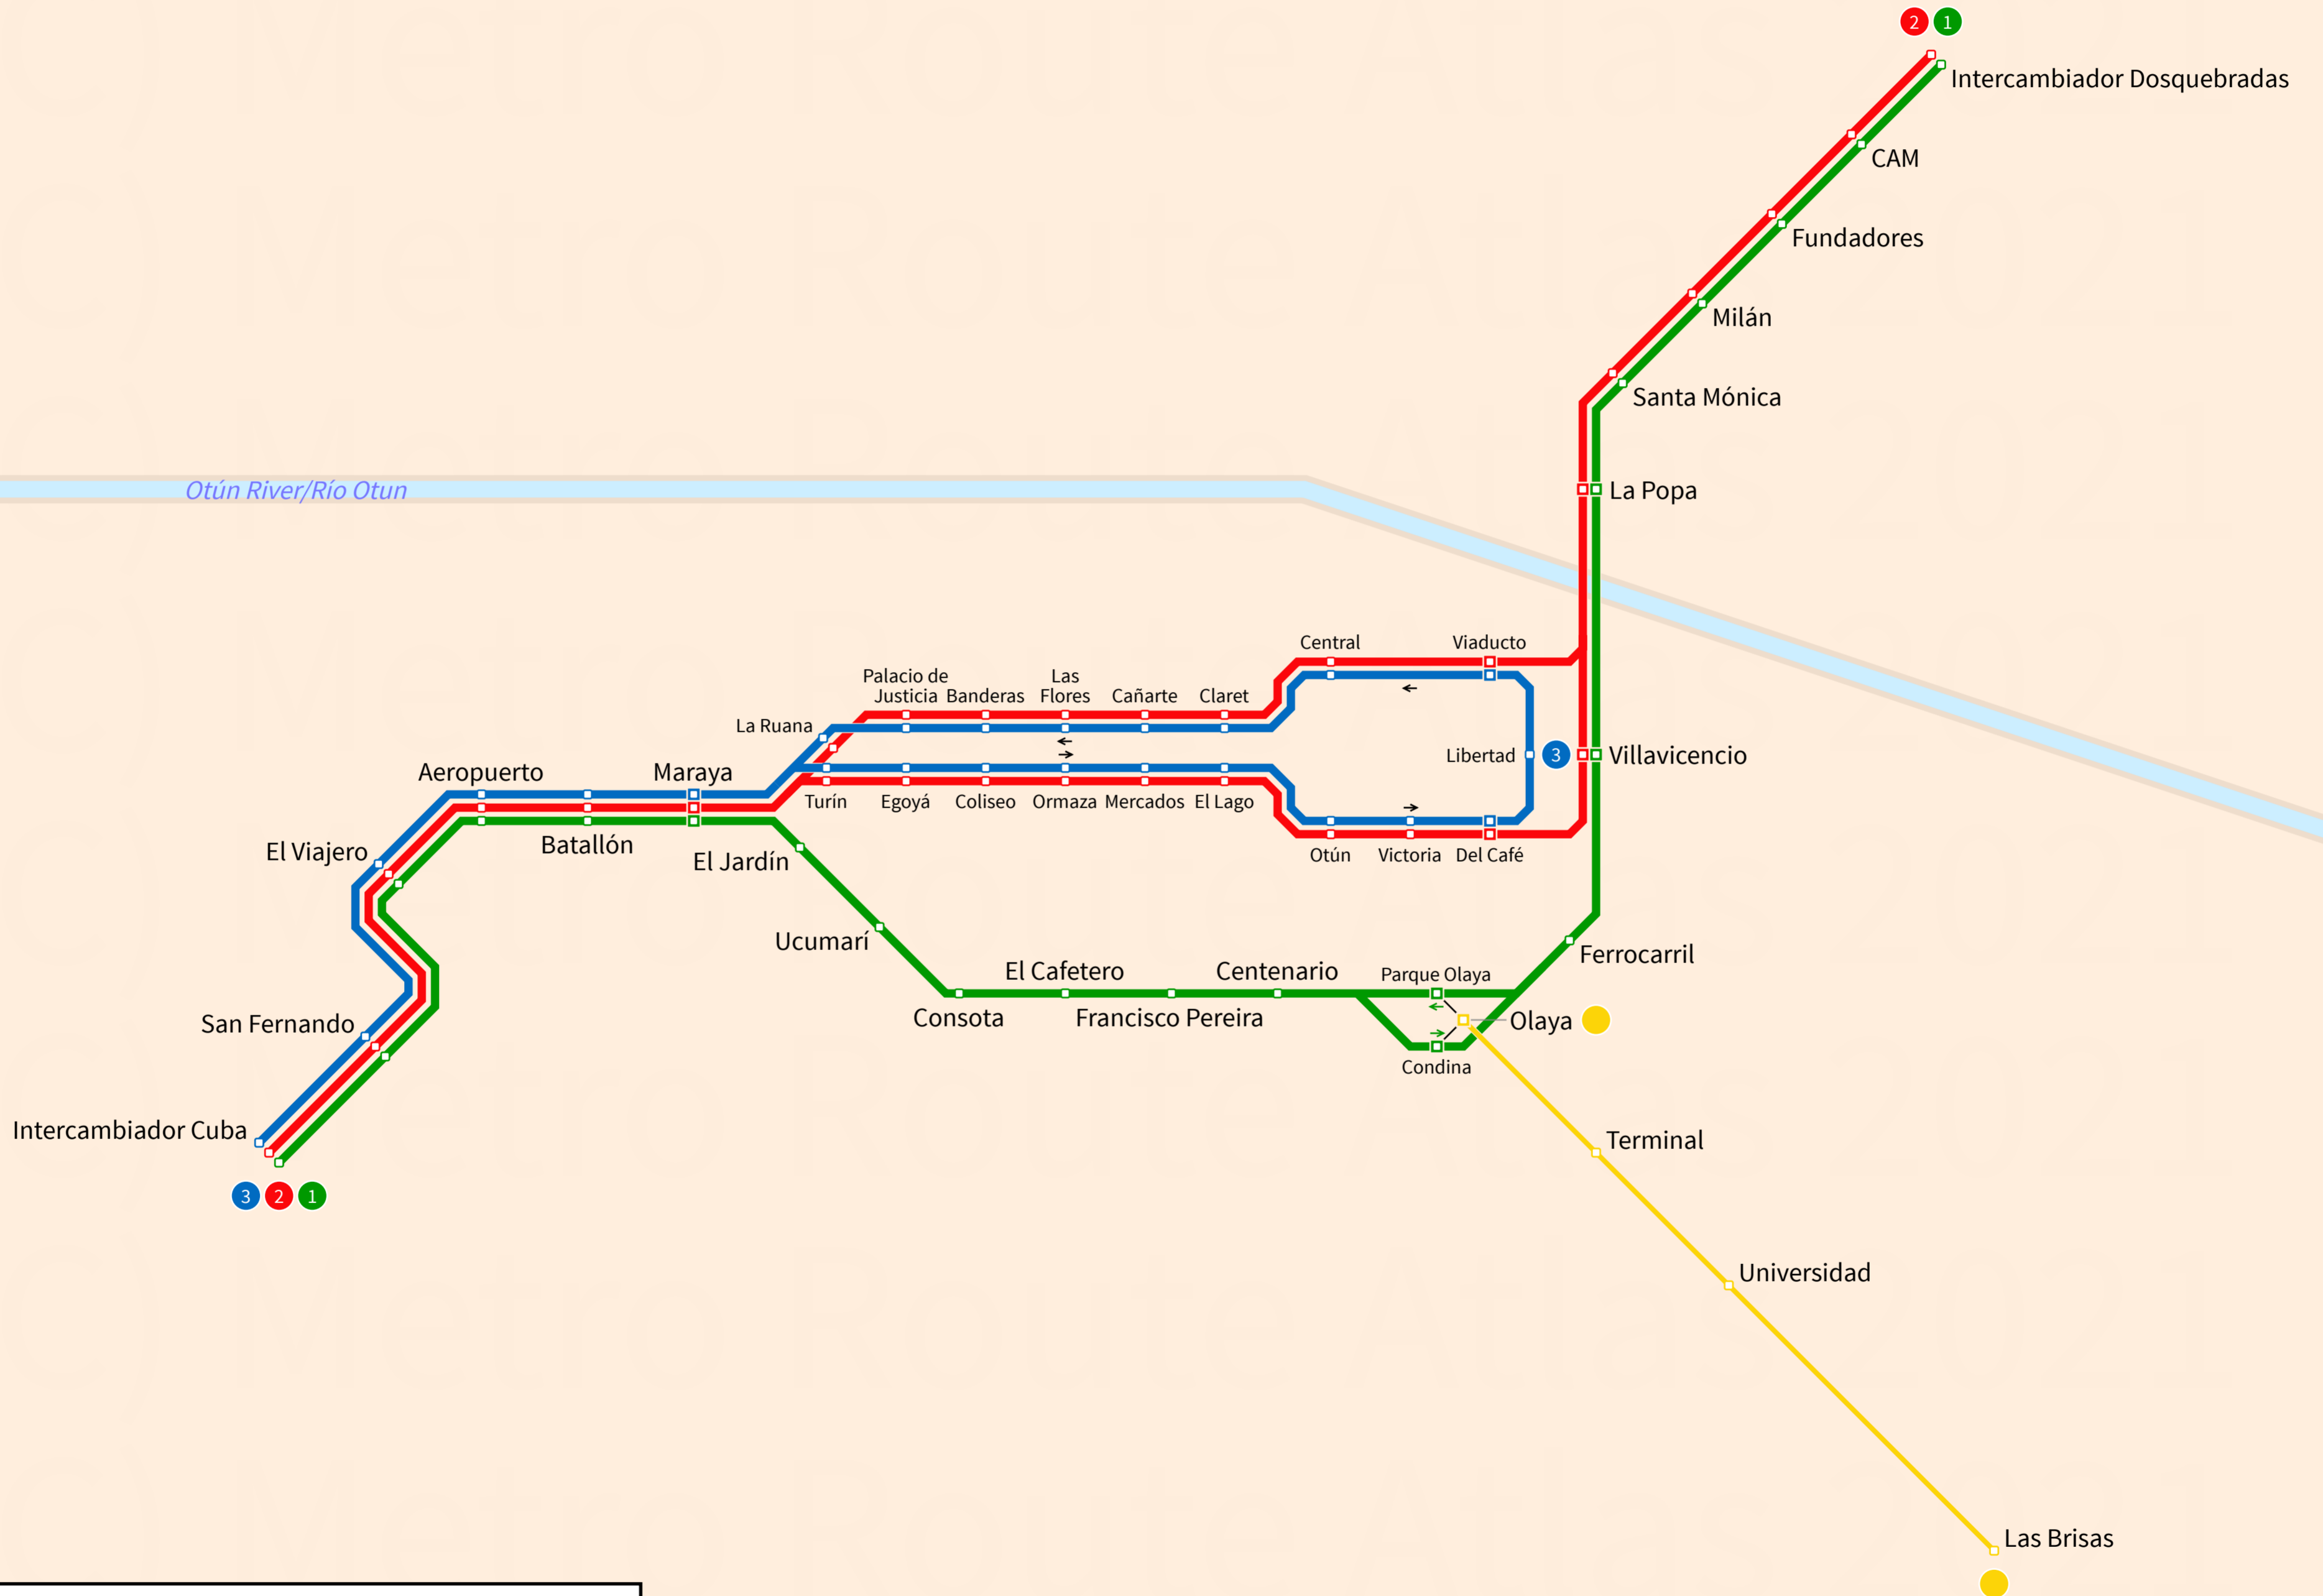 2 1
Intercambiador Dosquebradas
CAM
Fundadores
Milán
Santa Mónica
Otún River/Río Otun
La Popa
Central
Viaducto
Palacio de
Justicia
Banderas
Las
Flores
Cañarte
Claret
La Ruana
Libertad
3
Villavicencio
Aeropuerto
Maraya
Turín
Egoyá
Coliseo
Ormaza
Mercados
El Lago
El Viajero
Batallón
El Jardín
Otún
Victoria
Del Café
Ucumarí
Ferrocarril
El Cafetero
Centenario
Parque Olaya
Consota
Francisco Pereira
Olaya
San Fernando
Condina
Intercambiador Cuba
Terminal
3 2 1
Universidad
Las Brisas